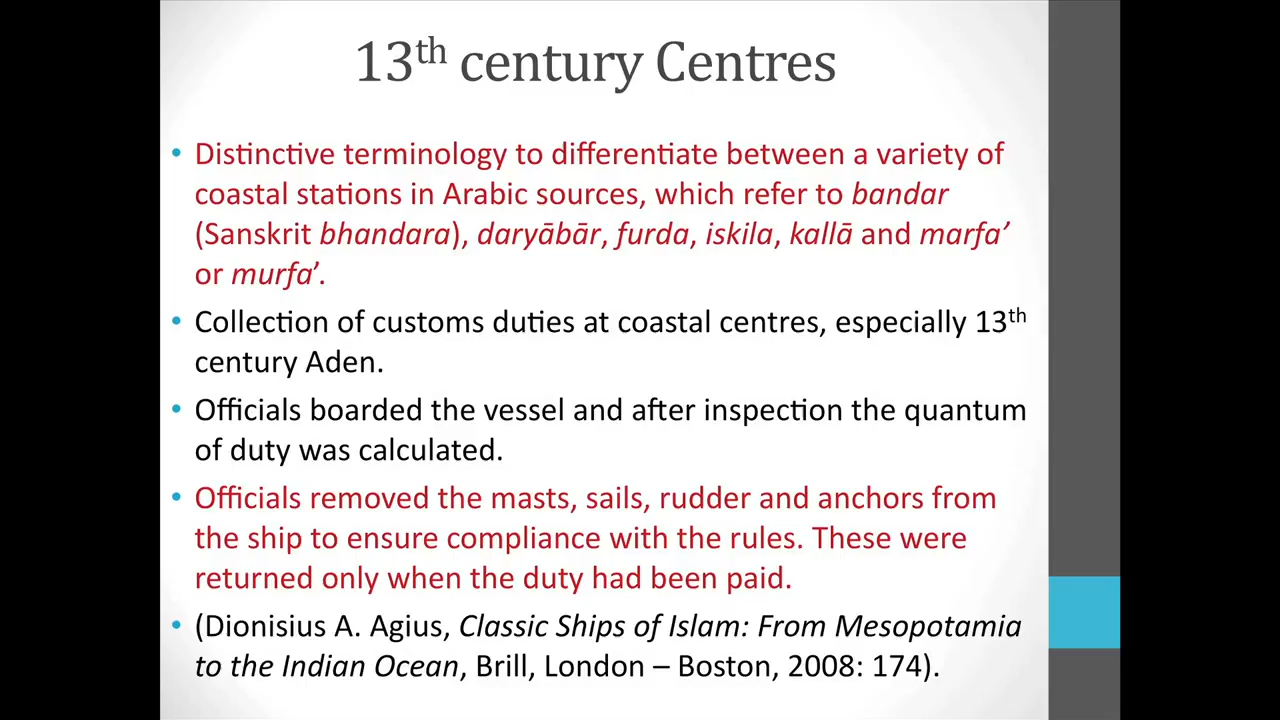 13th century Centres
• Distinctive terminology to differentiate between a variety of
coastal stations in Arabic sources, which refer to bandar
(Sanskrit bhandara), daryābār, furda, iskila, kallā and marfa’
or murfa’.
• Collection of customs duties at coastal centres, especially 13th
century Aden.
• Officials boarded the vessel and after inspection the quantum
of duty was calculated.
• Officials removed the masts, sails, rudder and anchors from
the ship to ensure compliance with the rules. These were
returned only when the duty had been paid.
• (Dionisius A. Agius, Classic Ships of Islam: From Mesopotamia
to the Indian Ocean, Brill, London – Boston, 2008: 174).